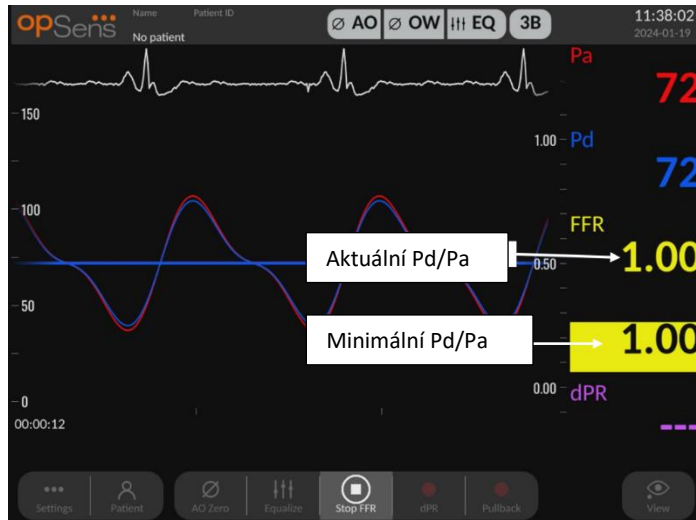 opSens
Name Patient ID
No patient
Ø AO Ø OW EQ 3B
11:38:02
2024-01-19
Pa
72
150
1.00
Pd
72
100
FFR
Aktuální Pd/Pa
0.50
1.00
50
Minimální Pd/Pa
1.00
0.00
dPR
0
---
00:00:12
Settings
Patient
AO Zero
Equalize
Stop FFR
dPR
Pullback
View